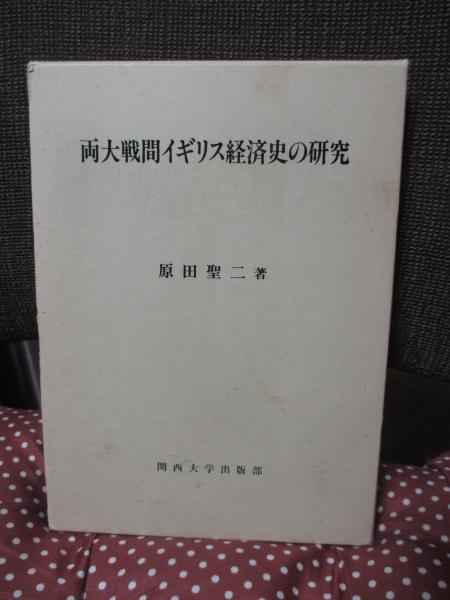 両大戦間イギリス経済史の研究
原田聖二 著
関西大学出版部